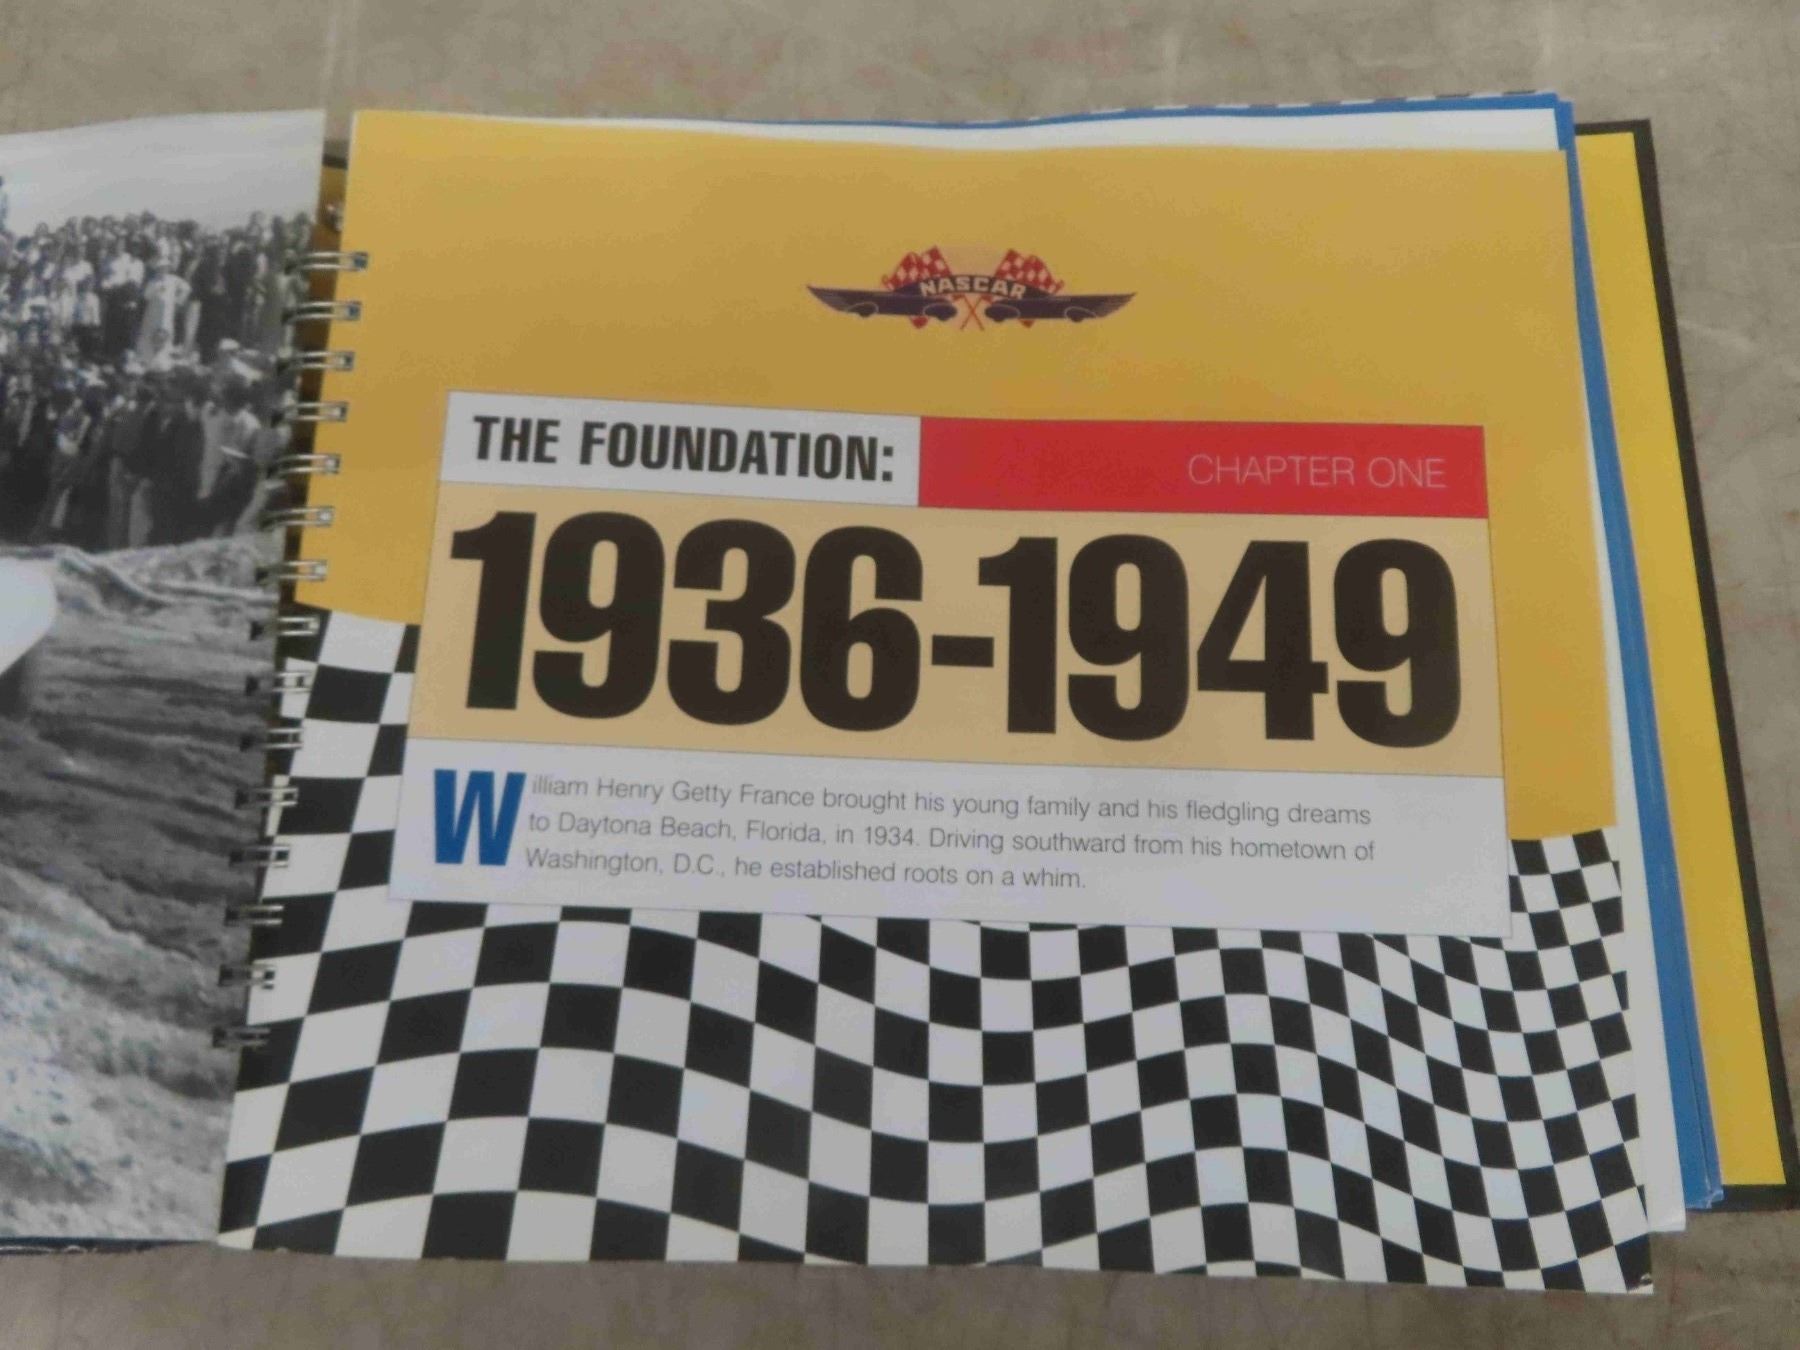 NASCAR
THE FOUNDATION:
CHAPTER ONE
1936-1949
William Henry Getty France brought his young family and his fledgling dreams
to Daytona Beach, Florida, in 1934. Driving southward from his hometown of
Washington, D.C., he established roots on a whim.